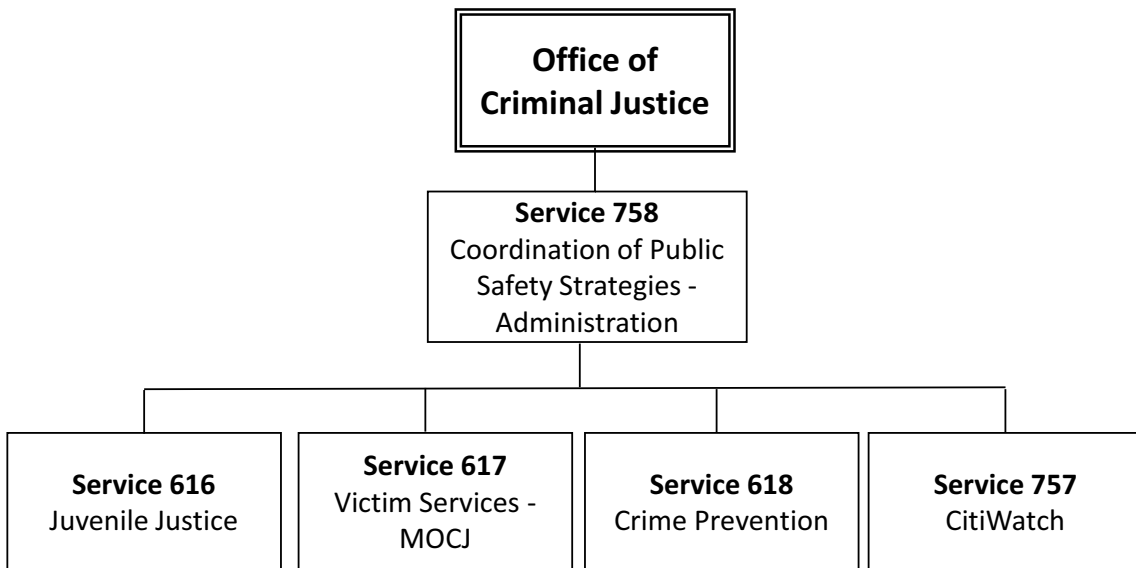 Office of
Criminal Justice
Service 758
Coordination of Public
Safety Strategies -
Administration
Service 616
Juvenile Justice
Service 617
Victim Services -
MOCJ
Service 618
Crime Prevention
Service 757
CitiWatch